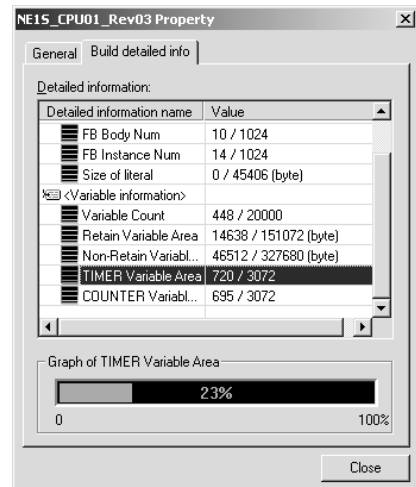 NE1S_CPU01_Rev03 Property
General Build detailed info
Detailed information:
Detailed information name Value
FB Body Num 10 / 1024
FB Instance Num 14 / 1024
Size of literal 0 / 45406 (byte)
<Variable information>
Variable Count 448 / 20000
Retain Variable Area 14638 / 151072 (byte)
Non-Retain Variabl... 46512 / 327680 (byte)
TIMER Variable Area 720 / 3072
COUNTER Variabl... 695 / 3072
Graph of TIMER Variable Area
23%
0 100%
Close